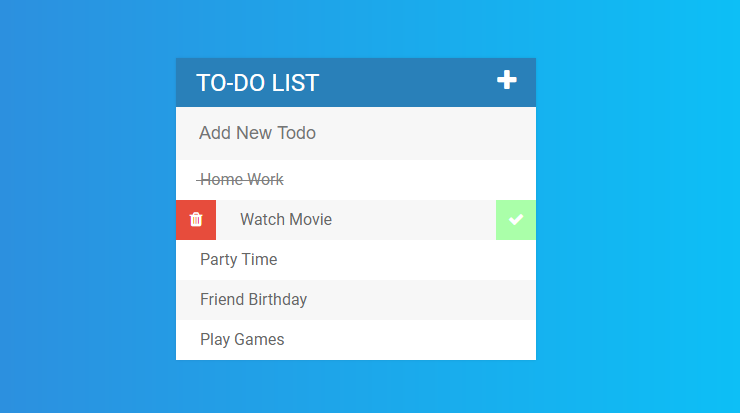 TO-DO LIST
Add New Todo
Home Work
Watch Movie
Party Time
Friend Birthday
Play Games